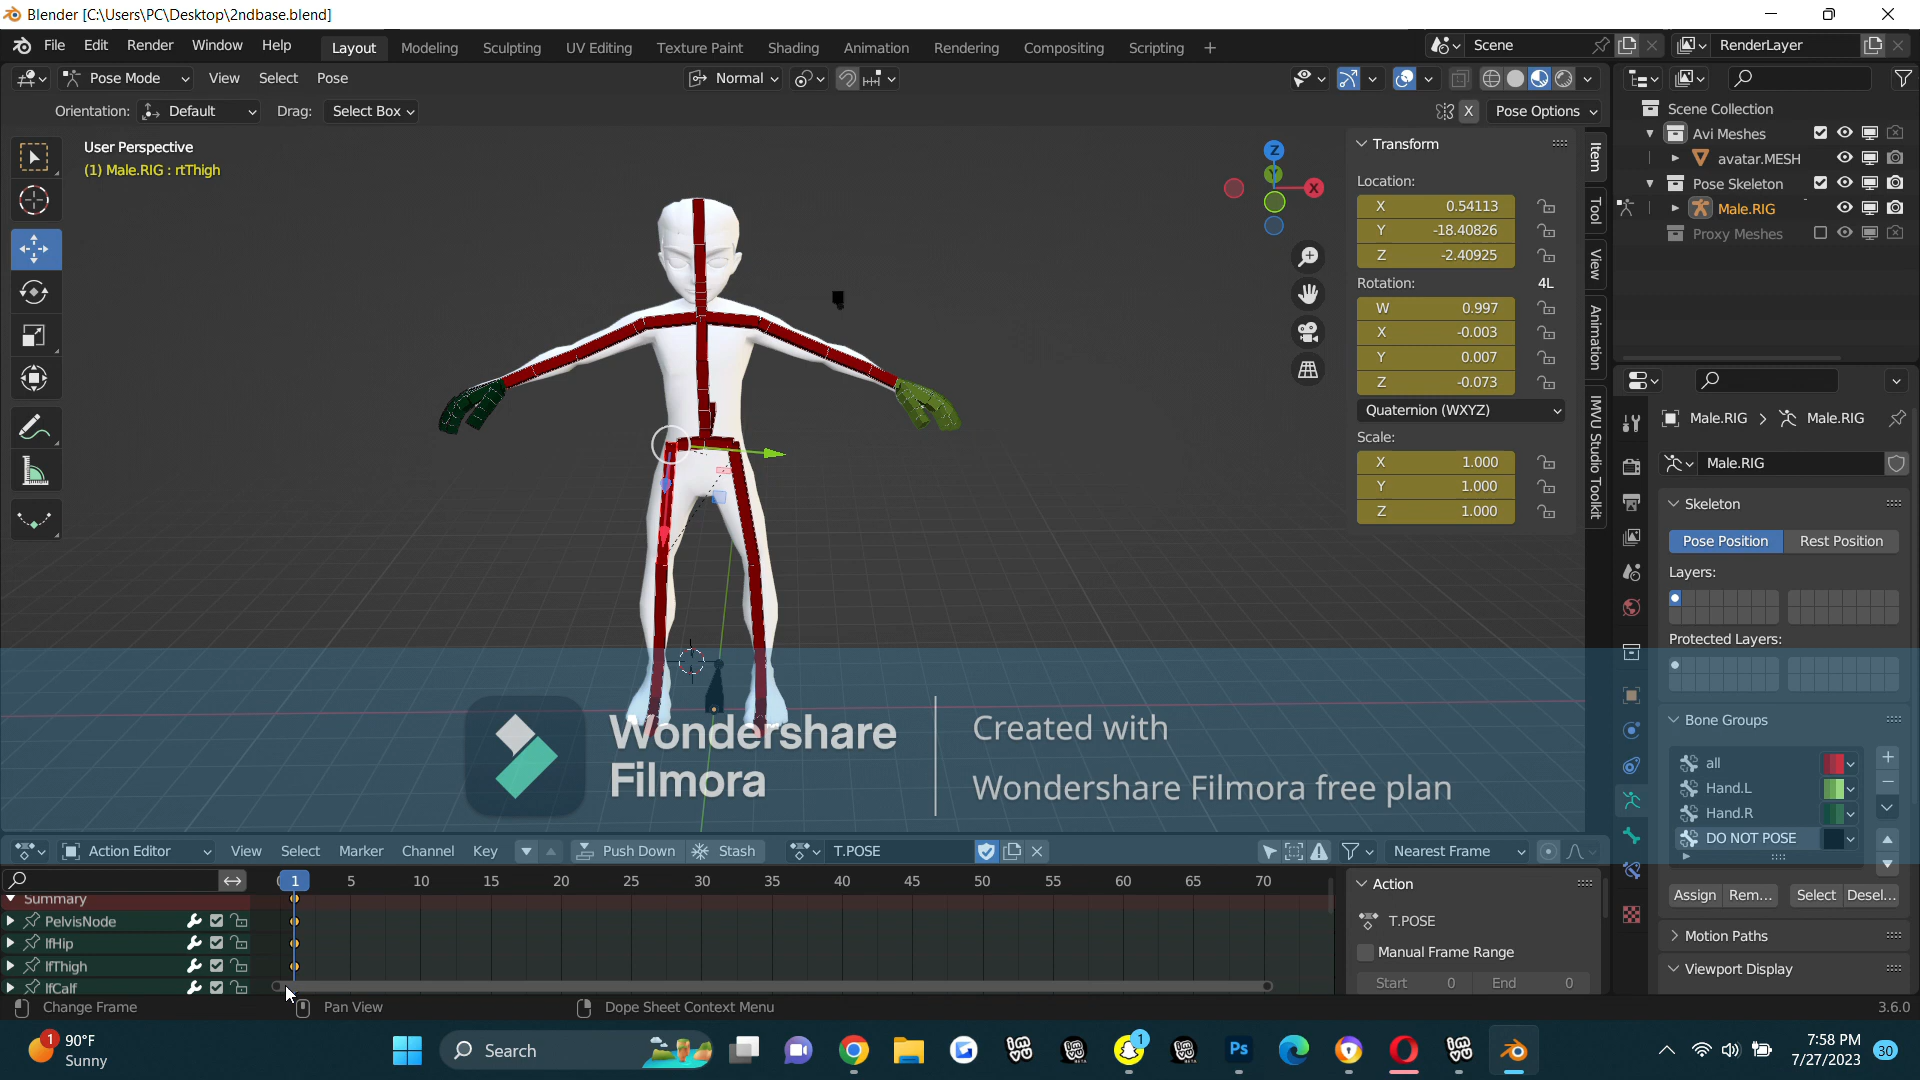 Blender [C:\Users\PC\Desktop\2ndbase.blend]
File Edit Render Window Help Layout Modeling Sculpting UV Editing Texture Paint Shading Animation Rendering Compositing Scripting + Scene RenderLayer
Pose Mode View Select Pose Normal
Orientation: Default Drag: Select Box X Pose Options
User Perspective
(1) Male.RIG : rtThigh
Z
Y
X
Transform
Location:
X 0.54113
Y -18.40826
Z -2.40925
Rotation: 4L
W 0.997
X -0.003
Y 0.007
Z -0.073
Quaternion (WXYZ)
Scale:
X 1.000
Y 1.000
Z 1.000
Item
Tool
View
Animation
IMVU Studio Toolkit
Scene Collection
Avi Meshes
avatar.MESH
Pose Skeleton
Male.RIG
Proxy Meshes
Male.RIG > Male.RIG
Male.RIG
Skeleton
Pose Position Rest Position
Layers:
Protected Layers:
Bone Groups
all
Hand.L
Hand.R
DO NOT POSE
Assign Rem... Select Desel...
Motion Paths
Viewport Display
Wondershare
Filmora
Created with
Wondershare Filmora free plan
Action Editor View Select Marker Channel Key Push Down Stash T.POSE Nearest Frame
1 5 10 15 20 25 30 35 40 45 50 55 60 65 70
Summary
PelvisNode
lfHip
lfThigh
lfCalf
Action
T.POSE
Manual Frame Range
Start 0 End 0
Change Frame Pan View Dope Sheet Context Menu 3.6.0
1 90°F
Sunny
Search
1
Ps
7:58 PM
7/27/2023
30